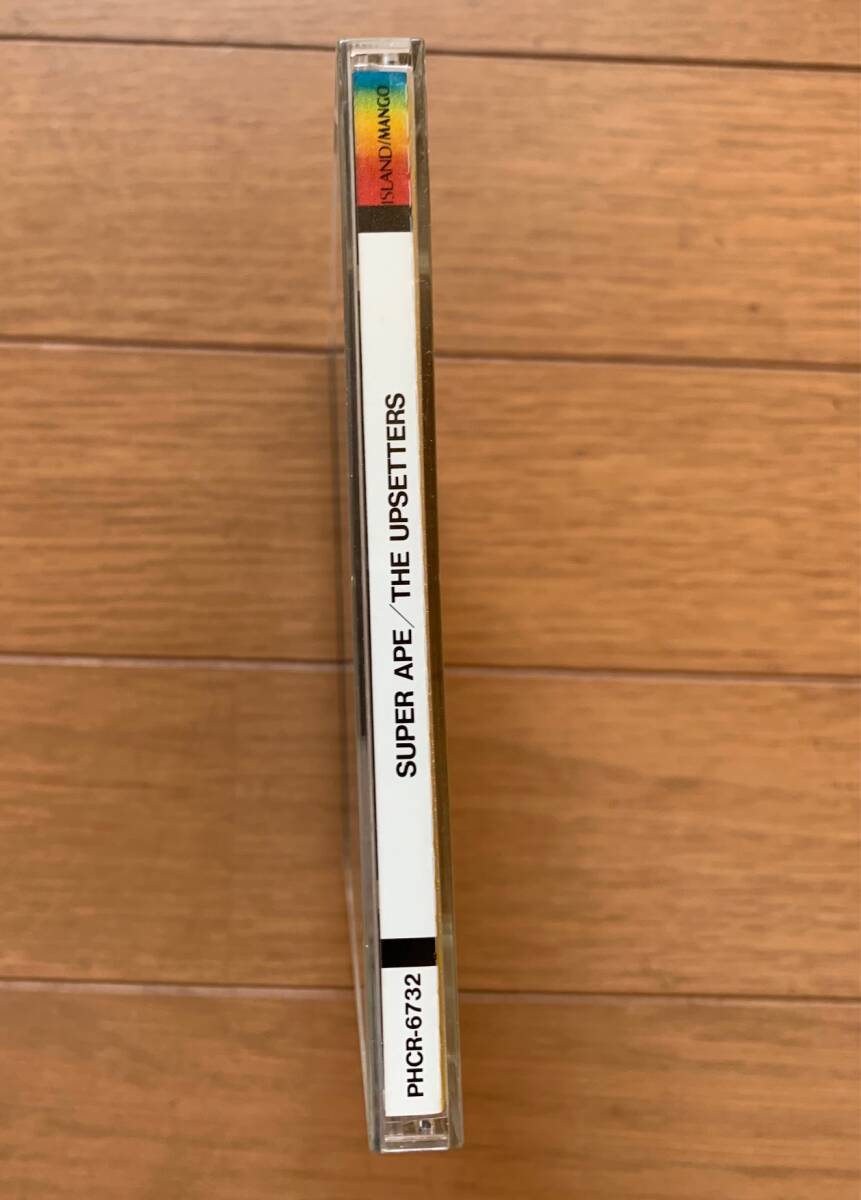 ISLAND/MANGO
SUPER APE/THE UPSETTERS
PHCR-6732